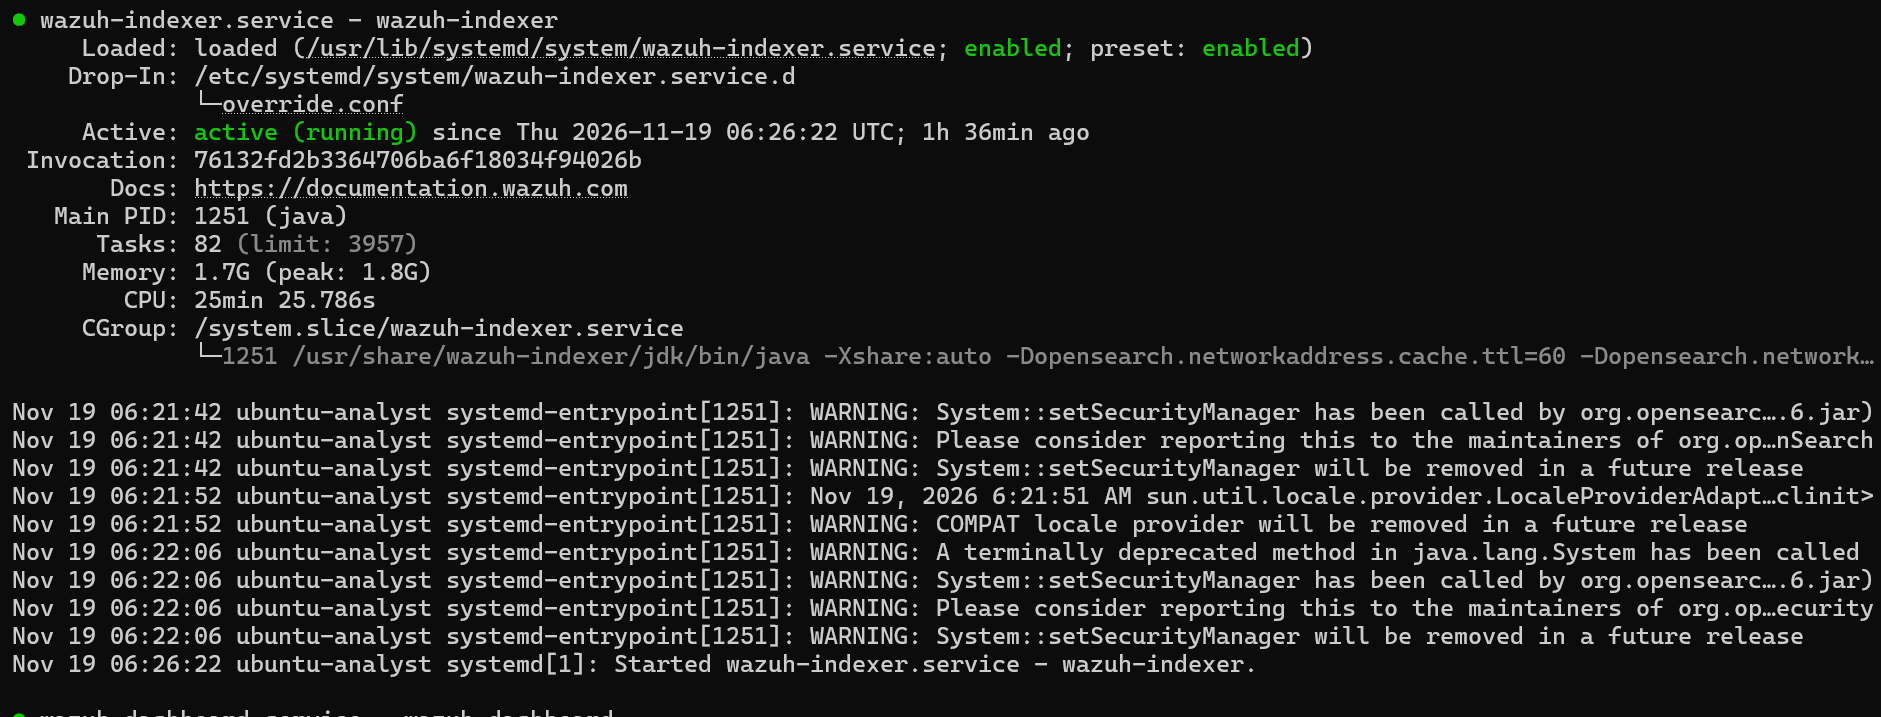 ● wazuh-indexer.service - wazuh-indexer
Loaded: loaded (/usr/lib/systemd/system/wazuh-indexer.service; enabled; preset: enabled)
Drop-In: /etc/systemd/system/wazuh-indexer.service.d
└─override.conf
Active: active (running) since Thu 2026-11-19 06:26:22 UTC; 1h 36min ago
Invocation: 76132fd2b3364706ba6f18034f94026b
Docs: https://documentation.wazuh.com
Main PID: 1251 (java)
Tasks: 82 (limit: 3957)
Memory: 1.7G (peak: 1.8G)
CPU: 25min 25.786s
CGroup: /system.slice/wazuh-indexer.service
└─1251 /usr/share/wazuh-indexer/jdk/bin/java -Xshare:auto -Dopensearch.networkaddress.cache.ttl=60 -Dopensearch.network…
Nov 19 06:21:42 ubuntu-analyst systemd-entrypoint[1251]: WARNING: System::setSecurityManager has been called by org.opensearc….6.jar)
Nov 19 06:21:42 ubuntu-analyst systemd-entrypoint[1251]: WARNING: Please consider reporting this to the maintainers of org.op…nSearch
Nov 19 06:21:42 ubuntu-analyst systemd-entrypoint[1251]: WARNING: System::setSecurityManager will be removed in a future release
Nov 19 06:21:52 ubuntu-analyst systemd-entrypoint[1251]: Nov 19, 2026 6:21:51 AM sun.util.locale.provider.LocaleProviderAdapt…clinit>
Nov 19 06:21:52 ubuntu-analyst systemd-entrypoint[1251]: WARNING: COMPAT locale provider will be removed in a future release
Nov 19 06:22:06 ubuntu-analyst systemd-entrypoint[1251]: WARNING: A terminally deprecated method in java.lang.System has been called
Nov 19 06:22:06 ubuntu-analyst systemd-entrypoint[1251]: WARNING: System::setSecurityManager has been called by org.opensearc….6.jar)
Nov 19 06:22:06 ubuntu-analyst systemd-entrypoint[1251]: WARNING: Please consider reporting this to the maintainers of org.op…ecurity
Nov 19 06:22:06 ubuntu-analyst systemd-entrypoint[1251]: WARNING: System::setSecurityManager will be removed in a future release
Nov 19 06:26:22 ubuntu-analyst systemd[1]: Started wazuh-indexer.service - wazuh-indexer.
● wazuh-dashboard.service - wazuh-dashboard